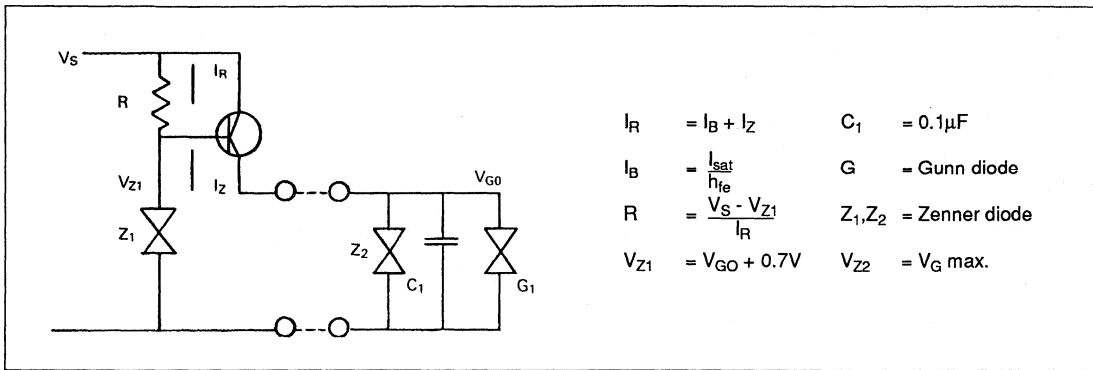 VS
IR
R
VZ1
IZ
Z1
VG0
Z2
C1
G1
IR = IB + IZ C1 = 0.1μF
IB = Isat / hfe G = Gunn diode
R = VS - VZ1 / IR Z1,Z2 = Zenner diode
VZ1 = VGO + 0.7V VZ2 = VG max.